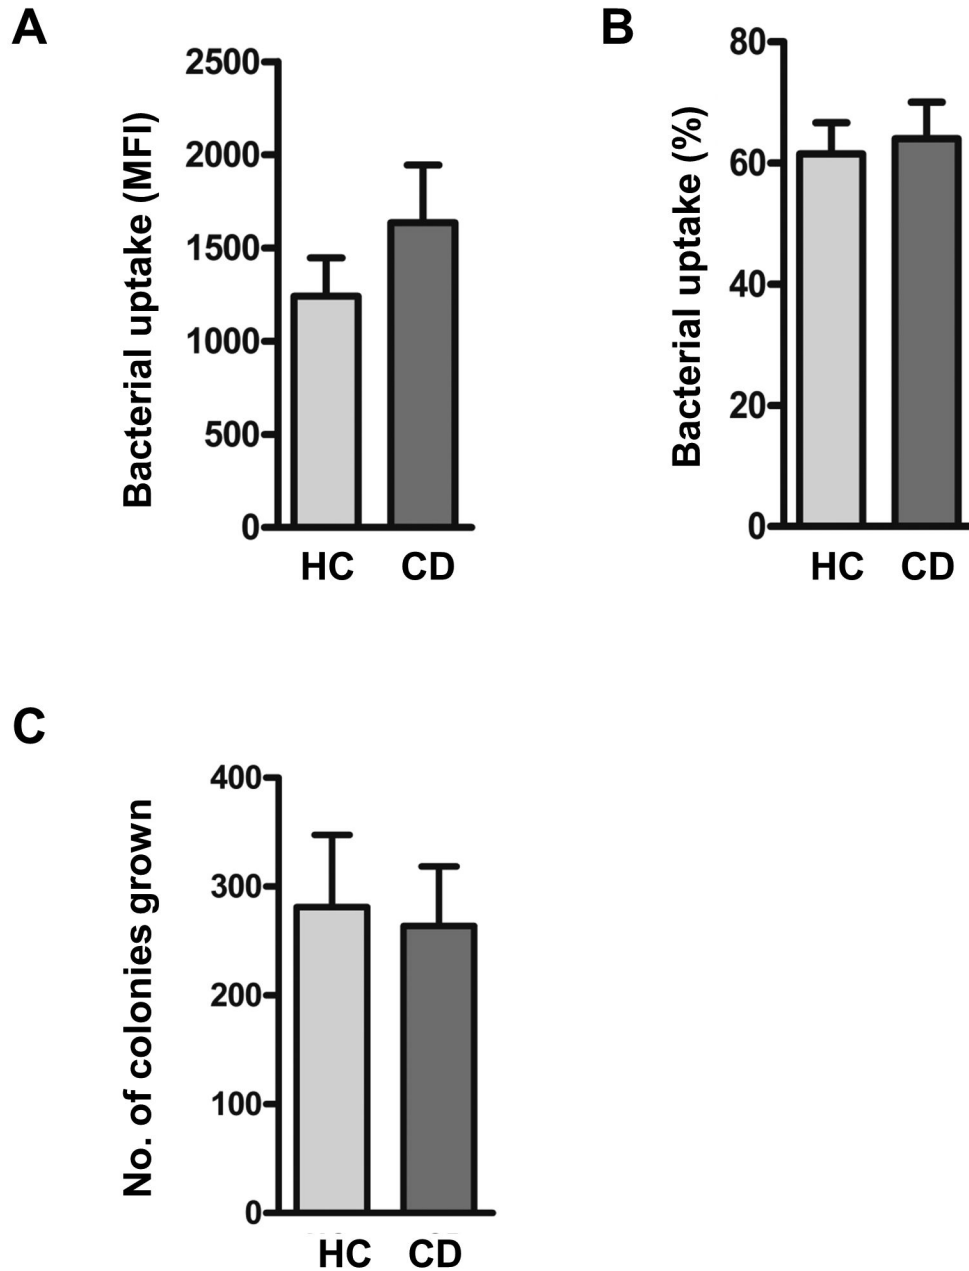 A
Bacterial uptake (MFI)
2500
2000
1500
1000
500
0
HC CD
B
Bacterial uptake (%)
80
60
40
20
0
HC CD
C
No. of colonies grown
400
300
200
100
0
HC CD